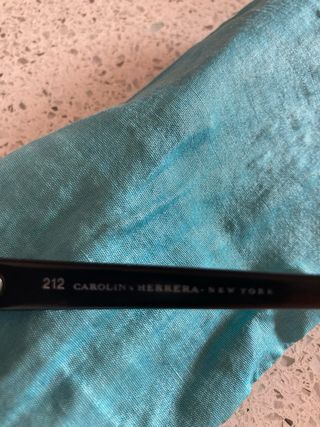 212 CAROLINA HERRERA - NEW YORK